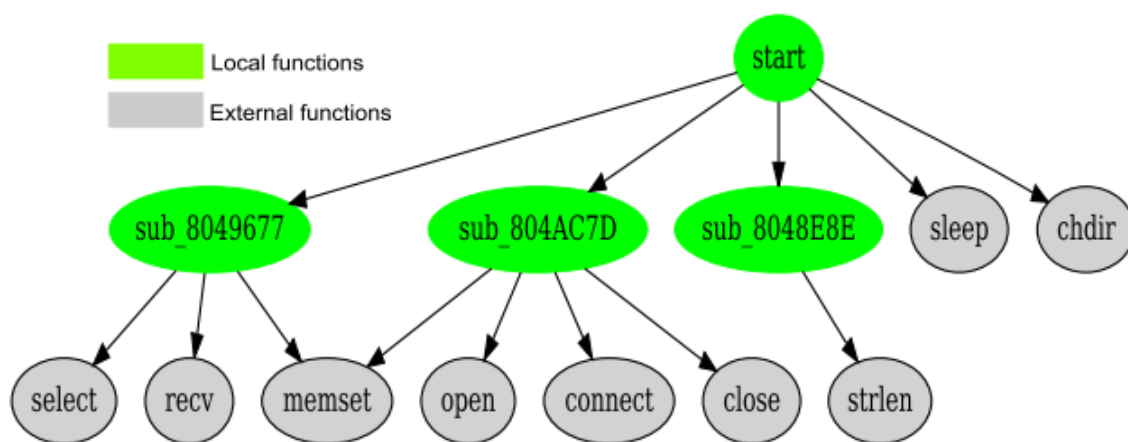 start
Local functions
External functions
sub_8049677
sub_804AC7D
sub_8048E8E
sleep
chdir
select
recv
memset
open
connect
close
strlen